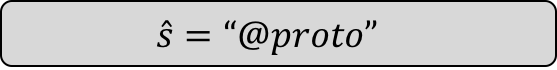 ŝ = “@proto”